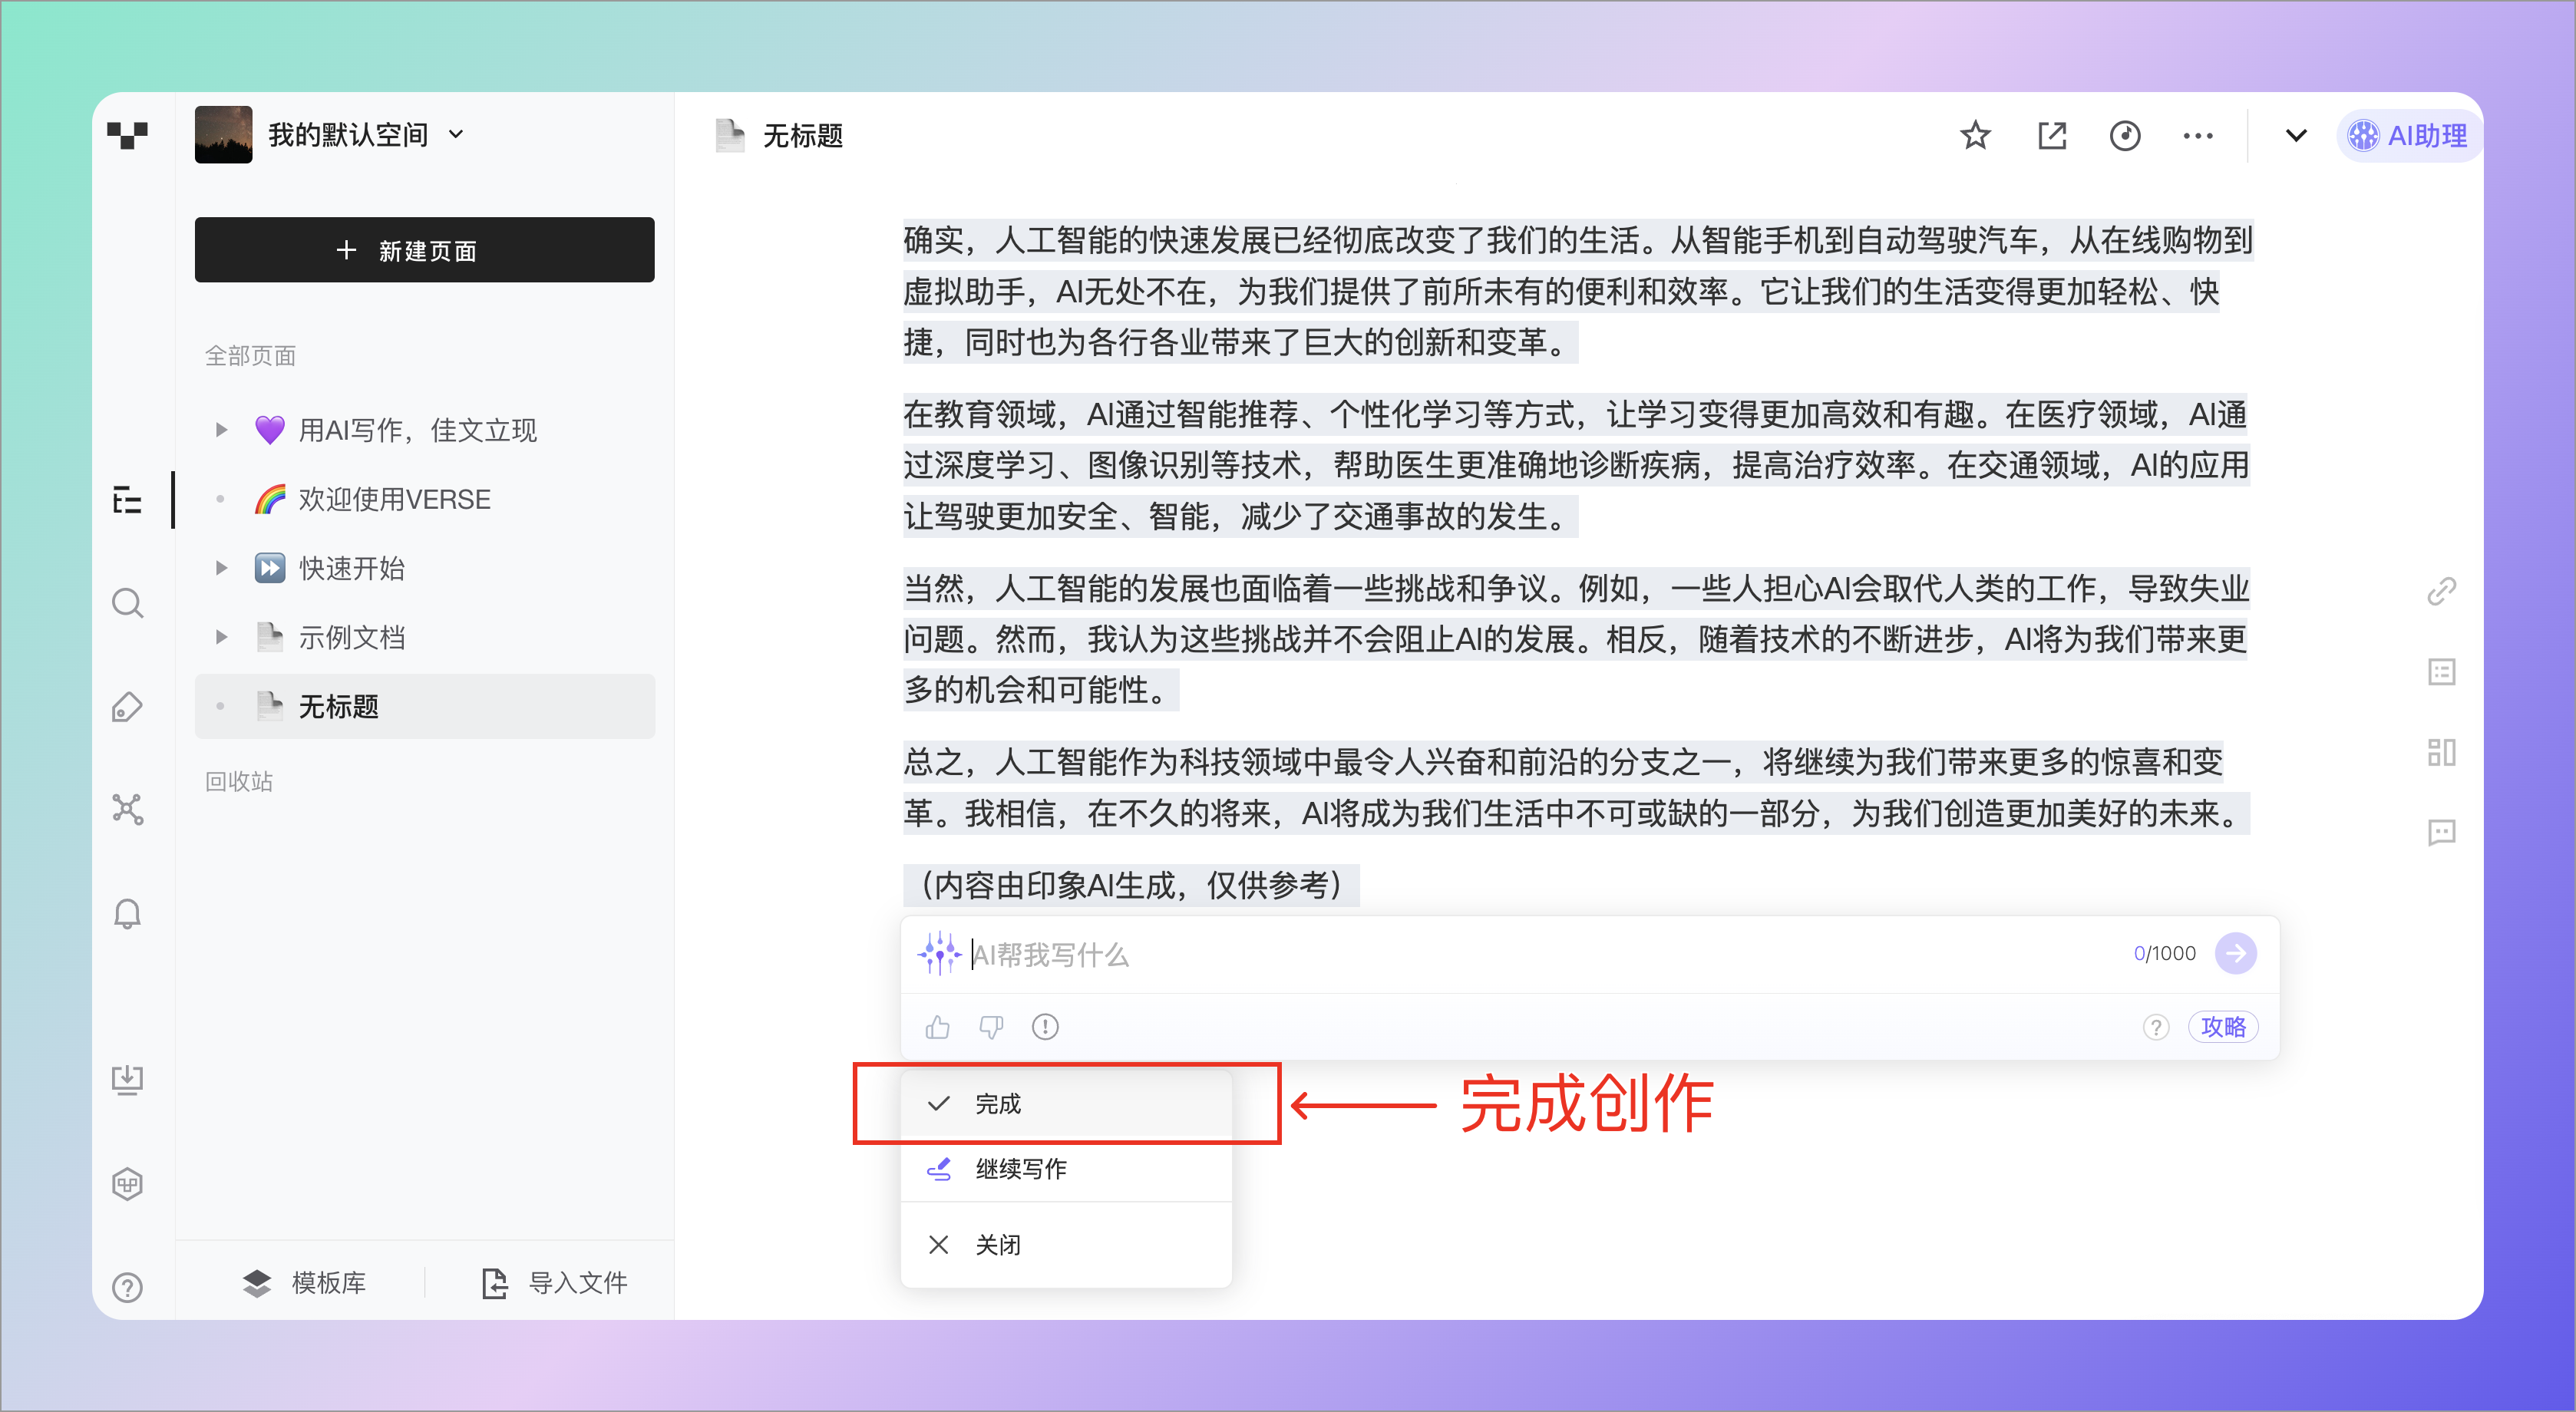 我的默认空间
新建页面
全部页面
用AI写作，佳文立现
欢迎使用VERSE
快速开始
示例文档
无标题
回收站
模板库
导入文件
无标题
AI助理
确实，人工智能的快速发展已经彻底改变了我们的生活。从智能手机到自动驾驶汽车，从在线购物到
虚拟助手，AI无处不在，为我们提供了前所未有的便利和效率。它让我们的生活变得更加轻松、快
捷，同时也为各行各业带来了巨大的创新和变革。
在教育领域，AI通过智能推荐、个性化学习等方式，让学习变得更加高效和有趣。在医疗领域，AI通
过深度学习、图像识别等技术，帮助医生更准确地诊断疾病，提高治疗效率。在交通领域，AI的应用
让驾驶更加安全、智能，减少了交通事故的发生。
当然，人工智能的发展也面临着一些挑战和争议。例如，一些人担心AI会取代人类的工作，导致失业
问题。然而，我认为这些挑战并不会阻止AI的发展。相反，随着技术的不断进步，AI将为我们带来更
多的机会和可能性。
总之，人工智能作为科技领域中最令人兴奋和前沿的分支之一，将继续为我们带来更多的惊喜和变
革。我相信，在不久的将来，AI将成为我们生活中不可或缺的一部分，为我们创造更加美好的未来。
（内容由印象AI生成，仅供参考）
AI帮我写什么
0/1000
攻略
完成
完成创作
继续写作
关闭